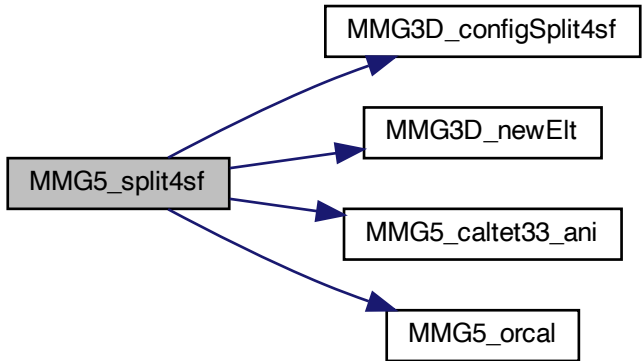 MMG3D_configSplit4sf
MMG3D_newElt
MMG5_split4sf
MMG5_caltet33_ani
MMG5_orcal